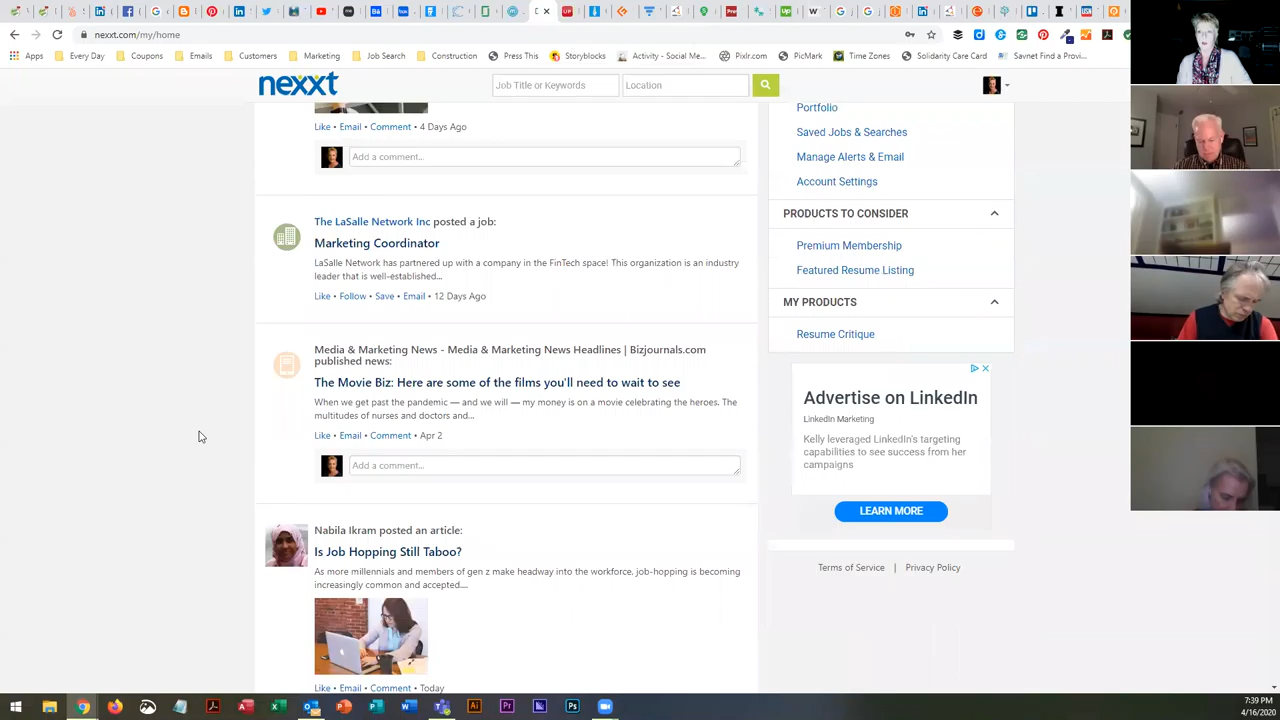 nexxt.com/my/home
Apps
Every Day
Coupons
Emails
Customers
Marketing
Video Search
Construction
Press This
Storyblocks
Activity - Social Me...
Pixlr.com
PicMark
Time Zones
Solidarity Care Card
Savnet Find a Provi...
nexxt
Job Title or Keywords
Location
Like • Email • Comment • 4 Days Ago
Add a comment...
The LaSalle Network Inc posted a job:
Marketing Coordinator
LaSalle Network has partnered up with a company in the FinTech space! This organization is an industry
leader that is well-established...
Like • Follow • Save • Email • 12 Days Ago
Media & Marketing News - Media & Marketing News Headlines | Bizjournals.com
published news:
The Movie Biz: Here are some of the films you'll need to wait to see
When we get past the pandemic — and we will — my money is on a movie celebrating the heroes. The
multitudes of nurses and doctors and...
Like • Email • Comment • Apr 2
Add a comment...
Nabila Ikram posted an article:
Is Job Hopping Still Taboo?
As more millennials and members of gen z make headway into the workforce, job-hopping is becoming
increasingly common and accepted....
Like • Email • Comment • Today
Portfolio
Saved Jobs & Searches
Manage Alerts & Email
Account Settings
PRODUCTS TO CONSIDER
Premium Membership
Featured Resume Listing
MY PRODUCTS
Resume Critique
Advertise on LinkedIn
LinkedIn Marketing
Kelly leveraged LinkedIn's targeting
capabilities to see success from her
campaigns
LEARN MORE
Terms of Service | Privacy Policy
7:39 PM
4/16/2020